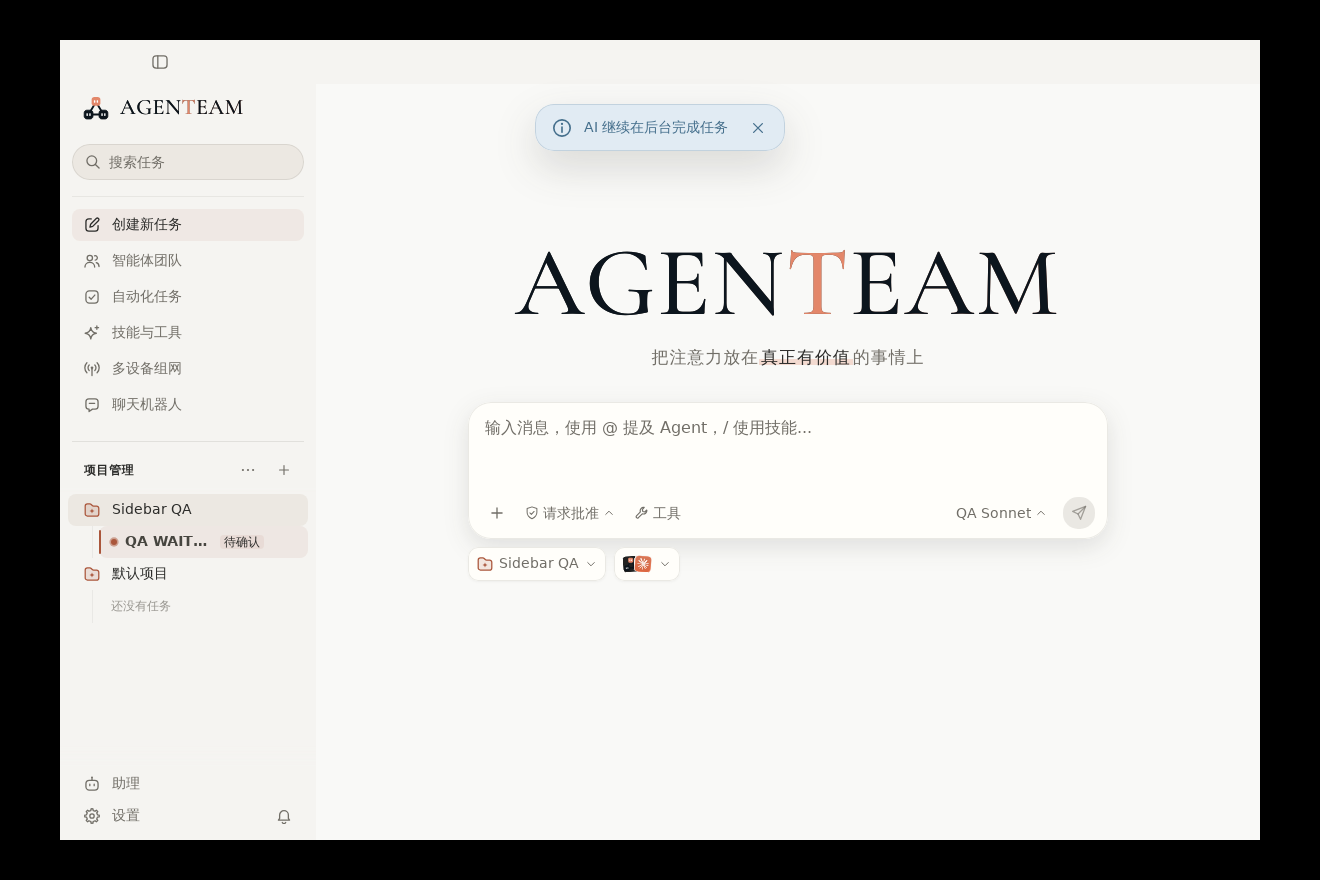 AGENTEAM
搜索任务
创建新任务
智能体团队
自动化任务
技能与工具
多设备组网
聊天机器人
项目管理
Sidebar QA
QA WAIT... 待确认
默认项目
还没有任务
助理
设置
AI 继续在后台完成任务
AGENTEAM
把注意力放在真正有价值的事情上
输入消息，使用 @ 提及 Agent，/ 使用技能...
请求批准 工具 QA Sonnet
Sidebar QA